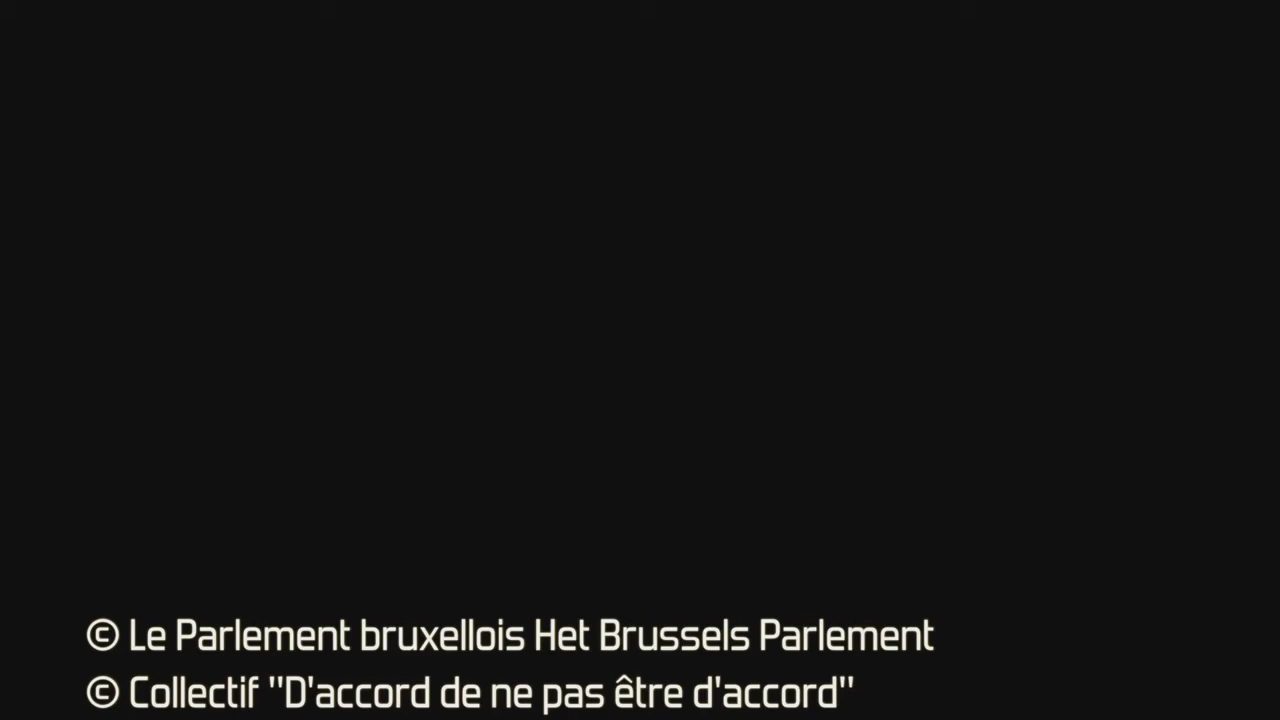 © Le Parlement bruxellois Het Brussels Parlement
© Collectif "D'accord de ne pas être d'accord"